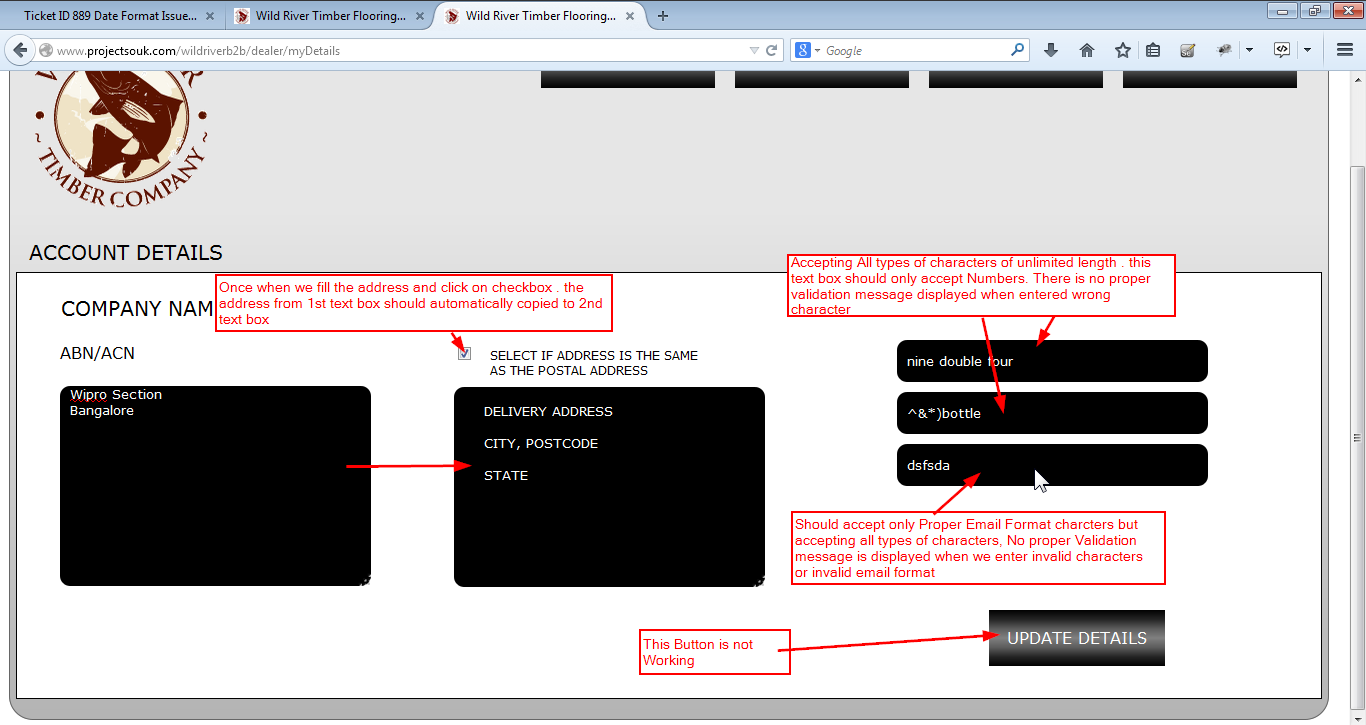 Ticket ID 889 Date Format Issue...
Wild River Timber Flooring...
Wild River Timber Flooring...
www.projectsouk.com/wildriverb2b/dealer/myDetails
Google
TIMBER COMPANY
ACCOUNT DETAILS
COMPANY NAM
Once when we fill the address and click on checkbox . the
address from 1st text box should automatically copied to 2nd
text box
Accepting All types of characters of unlimited length . this
text box should only accept Numbers. There is no proper
validation message displayed when entered wrong
character
ABN/ACN
SELECT IF ADDRESS IS THE SAME
AS THE POSTAL ADDRESS
Wipro Section
Bangalore
DELIVERY ADDRESS
CITY, POSTCODE
STATE
nine double four
^&*)bottle
dsfsda
Should accept only Proper Email Format charcters but
accepting all types of characters, No proper Validation
message is displayed when we enter invalid characters
or invalid email format
This Button is not
Working
UPDATE DETAILS